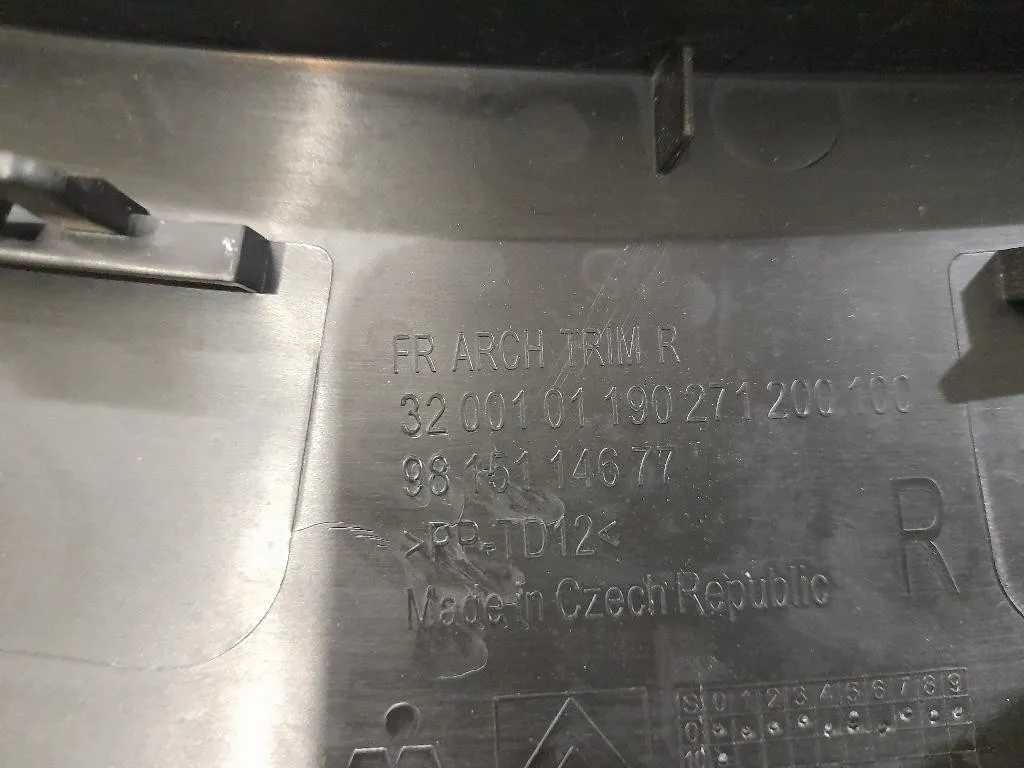 FR ARCH TRIM R
32 001 01 190 271 200 100
98 151 146 77
>PP-TD12<
Made in Czech Republic
R
S 0 1 2 3 4 5 6 7 8 9
0